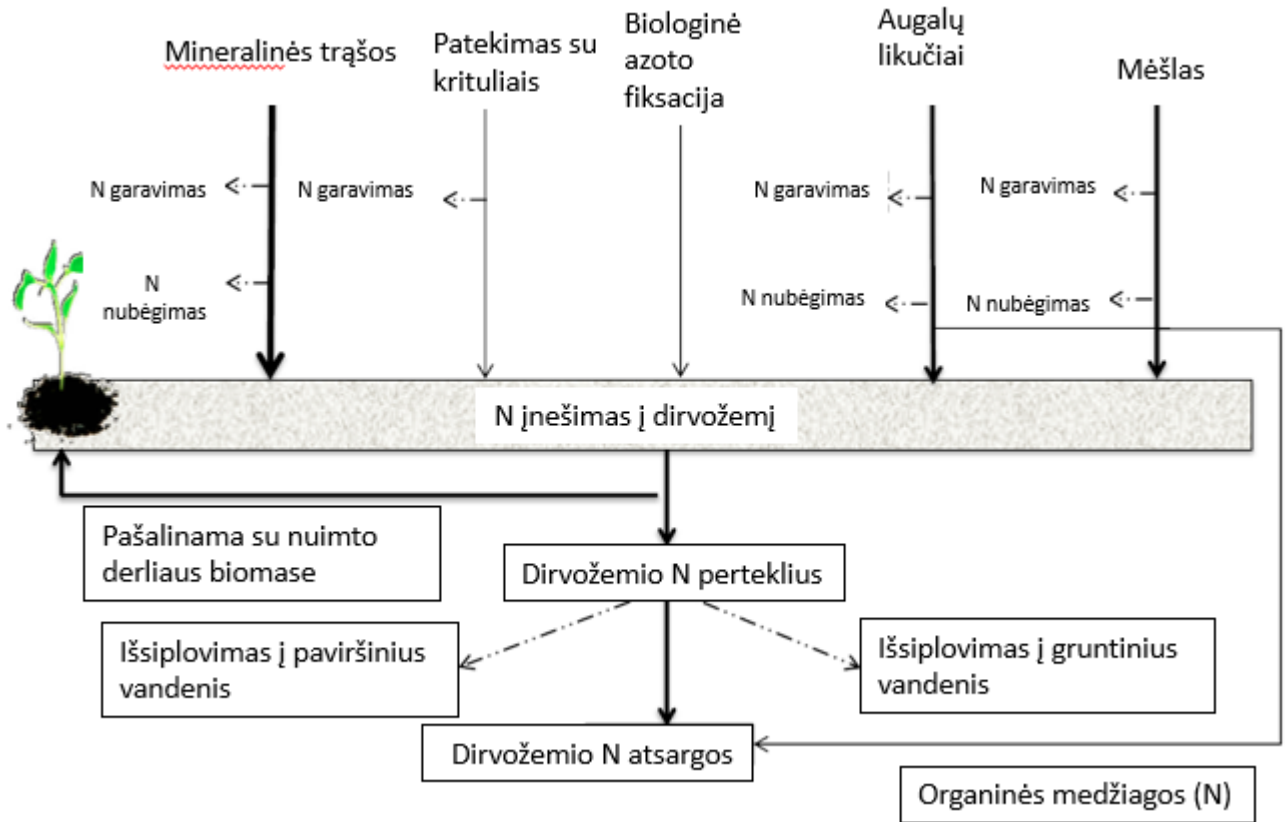 Mineralinės trąšos
Patekimas su
krituliais
Biologinė
azoto
fiksacija
Augalų
likučiai
Mėšlas
N garavimas
N garavimas
N garavimas
N garavimas
N
nubėgimas
N nubėgimas
N nubėgimas
N įnešimas į dirvožemį
Pašalinama su nuimto
derliaus biomase
Dirvožemio N perteklius
Išsiplovimas į paviršinius
vandenis
Išsiplovimas į gruntinius
vandenis
Dirvožemio N atsargos
Organinės medžiagos (N)